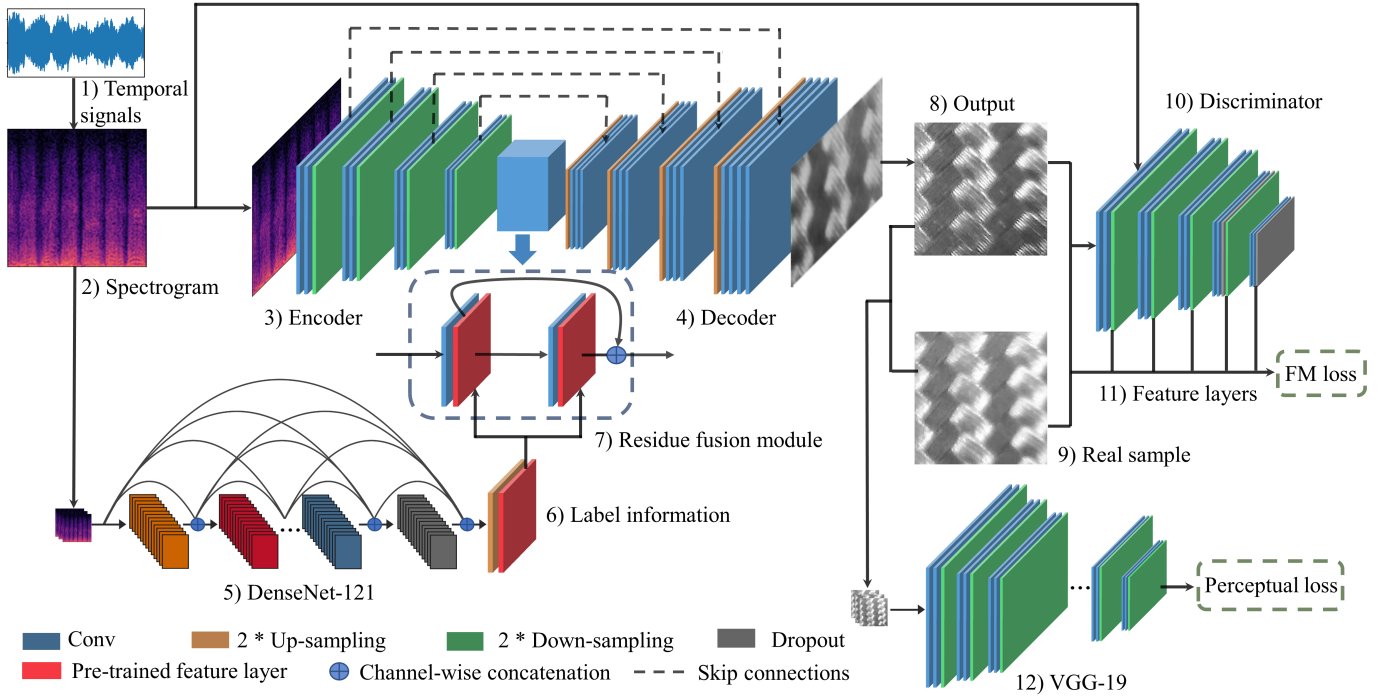 1) Temporal
signals
2) Spectrogram
3) Encoder
4) Decoder
8) Output
10) Discriminator
11) Feature layers
FM loss
9) Real sample
7) Residue fusion module
6) Label information
5) DenseNet-121
Perceptual loss
12) VGG-19
Conv
2 * Up-sampling
2 * Down-sampling
Dropout
Pre-trained feature layer
Channel-wise concatenation
Skip connections